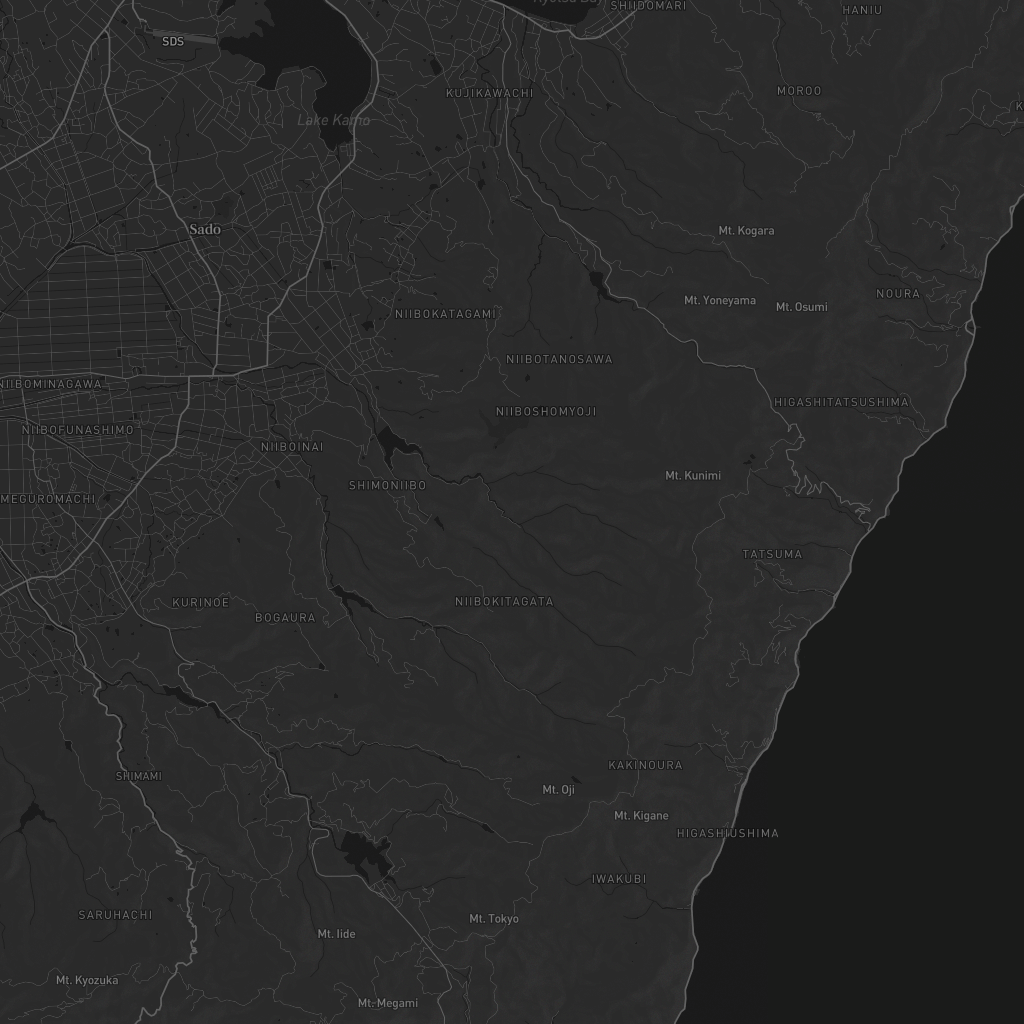 Ryotsu Bay
SHIIDOMARI
HANIU
SDS
KUJIKAWACHI
MOROO
K
Lake Kamo
Sado
Mt. Kogara
NOURA
Mt. Yoneyama
Mt. Osumi
NIIBOKATAGAMI
NIIBOTANOSAWA
NIIBOMINAGAWA
HIGASHITATSUSHIMA
NIIBOSHOMYOJI
NIIBOFUNASHIMO
NIIBOINAI
Mt. Kunimi
SHIMONIIBO
MEGUROMACHI
TATSUMA
KURINOE
NIIBOKITAGATA
BOGAURA
KAKINOURA
SHIMAMI
Mt. Oji
Mt. Kigane
HIGASHIUSHIMA
IWAKUBI
SARUHACHI
Mt. Tokyo
Mt. Iide
Mt. Kyozuka
Mt. Megami